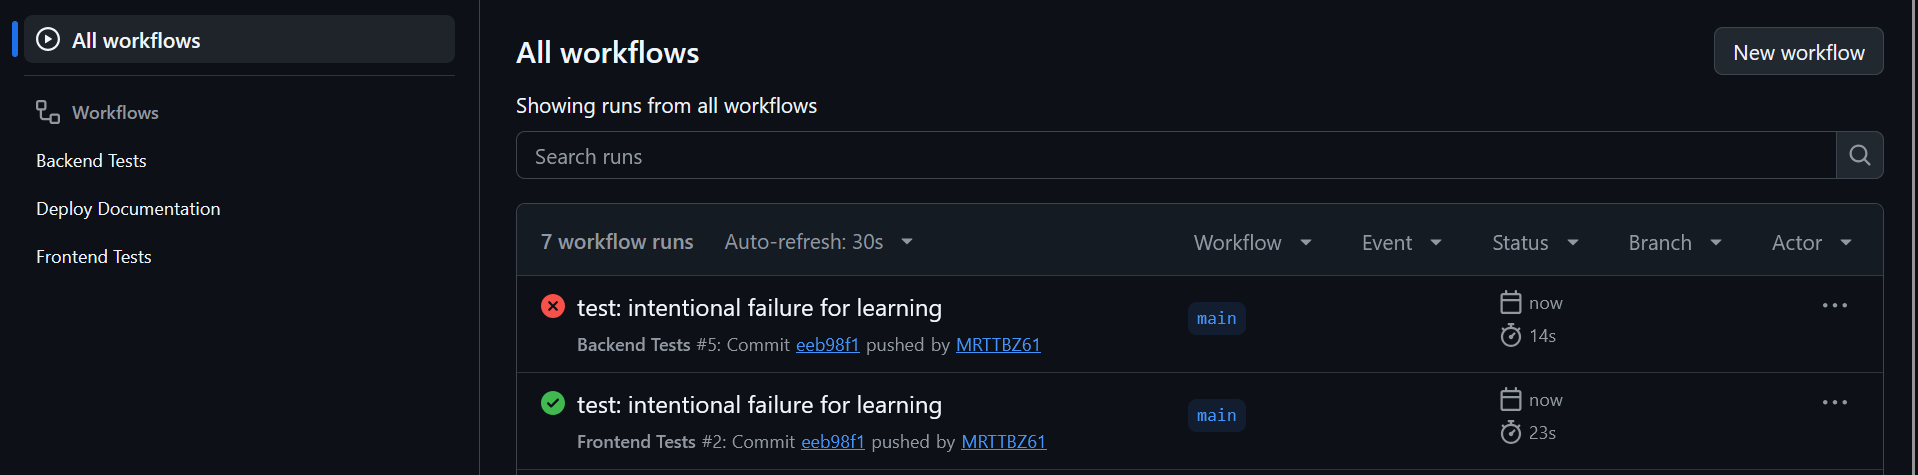 All workflows
Workflows
Backend Tests
Deploy Documentation
Frontend Tests
All workflows
New workflow
Showing runs from all workflows
Search runs
7 workflow runs Auto-refresh: 30s Workflow Event Status Branch Actor
test: intentional failure for learning
Backend Tests #5: Commit eeb98f1 pushed by MRTTBZ61
main
now
14s
test: intentional failure for learning
Frontend Tests #2: Commit eeb98f1 pushed by MRTTBZ61
main
now
23s